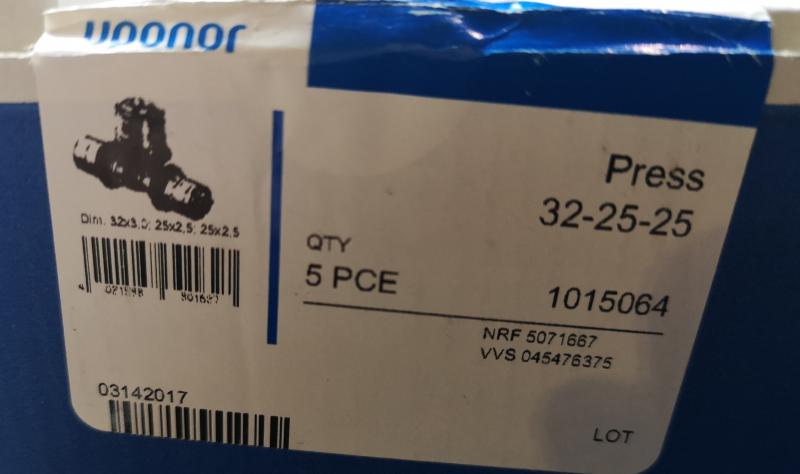 uponor
Dim. 32x3,0; 25x2,5; 25x2,5
Press
32-25-25
QTY
5 PCE
1015064
NRF 5071667
VVS 045476375
03142017
LOT